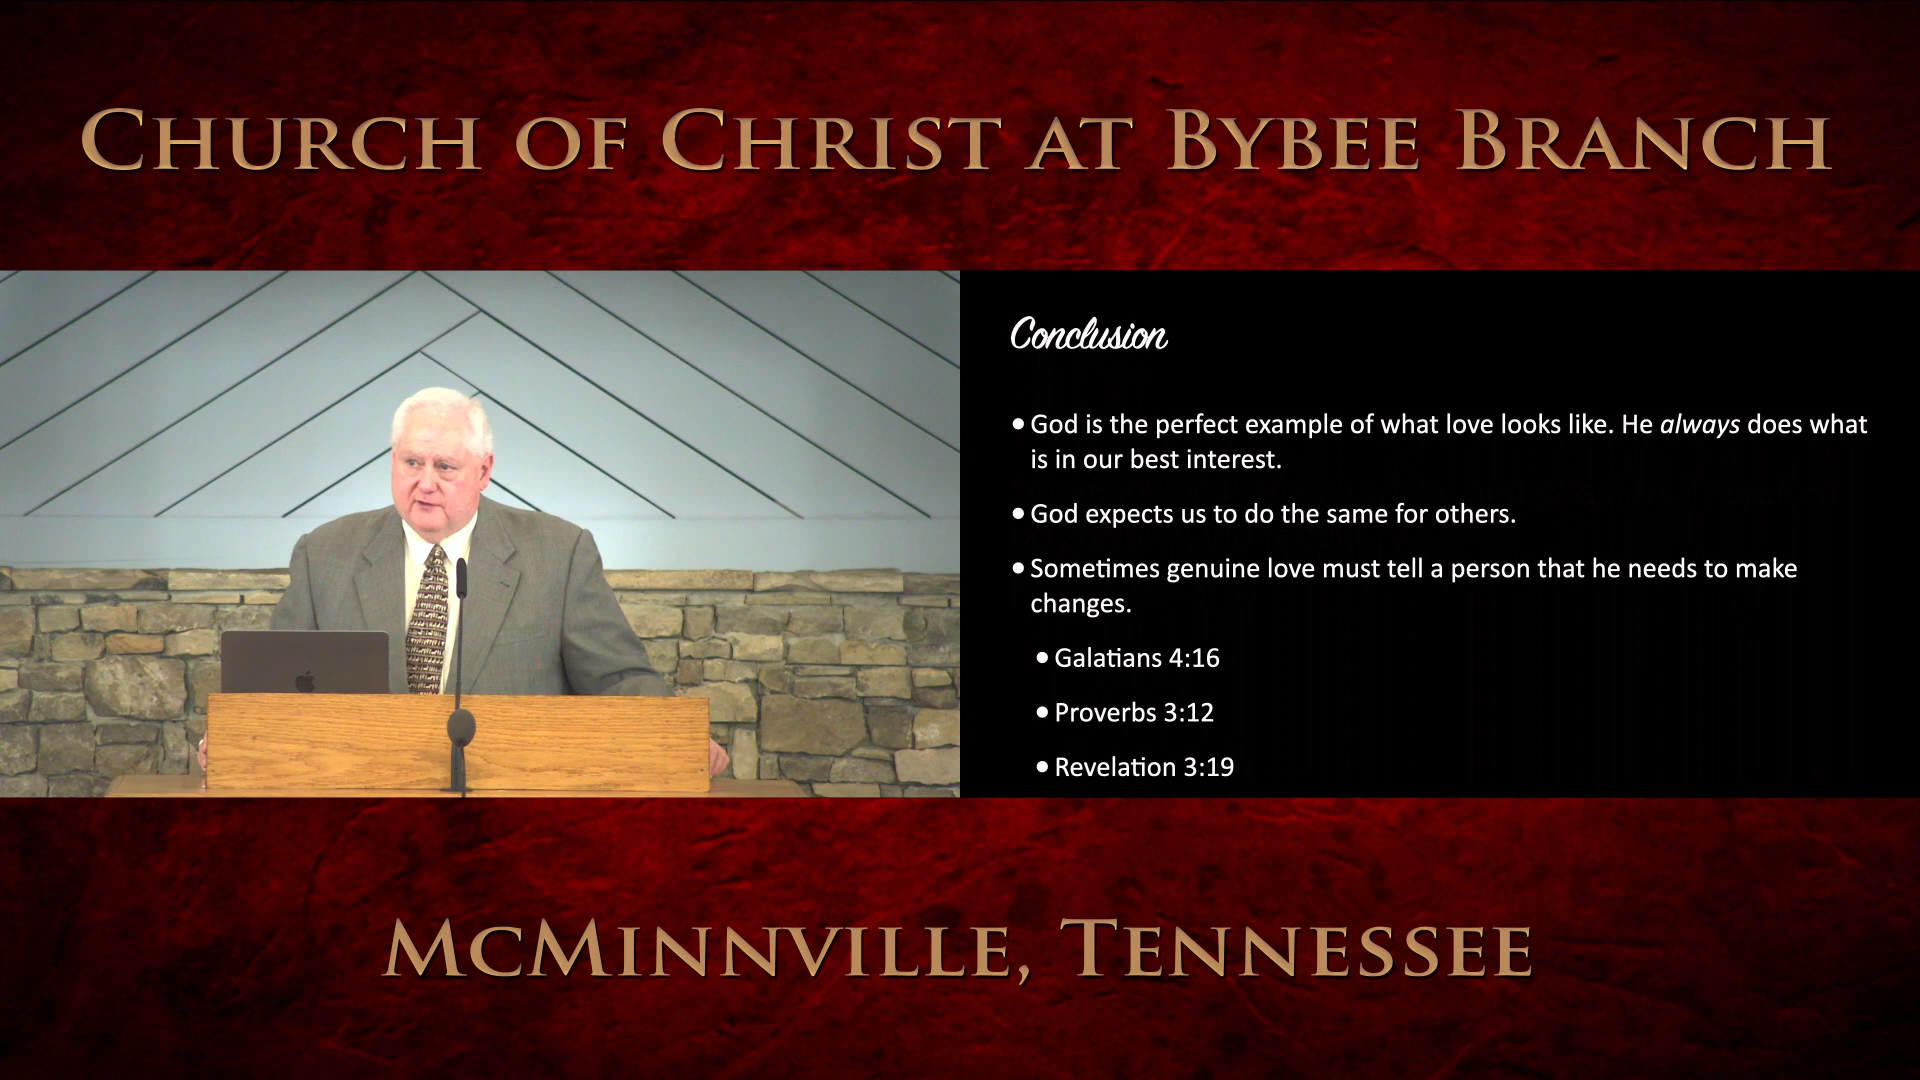 Church of Christ at Bybee Branch
Conclusion
• God is the perfect example of what love looks like. He always does what
is in our best interest.
• God expects us to do the same for others.
• Sometimes genuine love must tell a person that he needs to make
changes.
• Galatians 4:16
• Proverbs 3:12
• Revelation 3:19
McMinnville, Tennessee